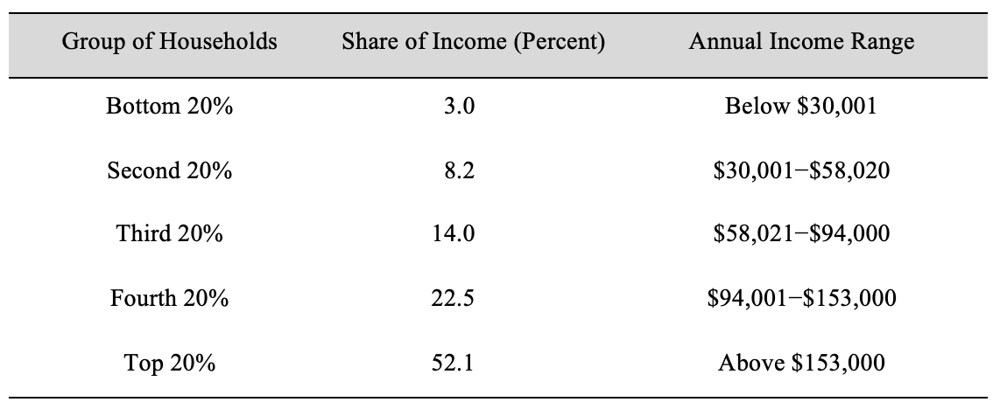 Group of Households Share of Income (Percent) Annual Income Range
Bottom 20% 3.0 Below $30,001
Second 20% 8.2 $30,001−$58,020
Third 20% 14.0 $58,021−$94,000
Fourth 20% 22.5 $94,001−$153,000
Top 20% 52.1 Above $153,000